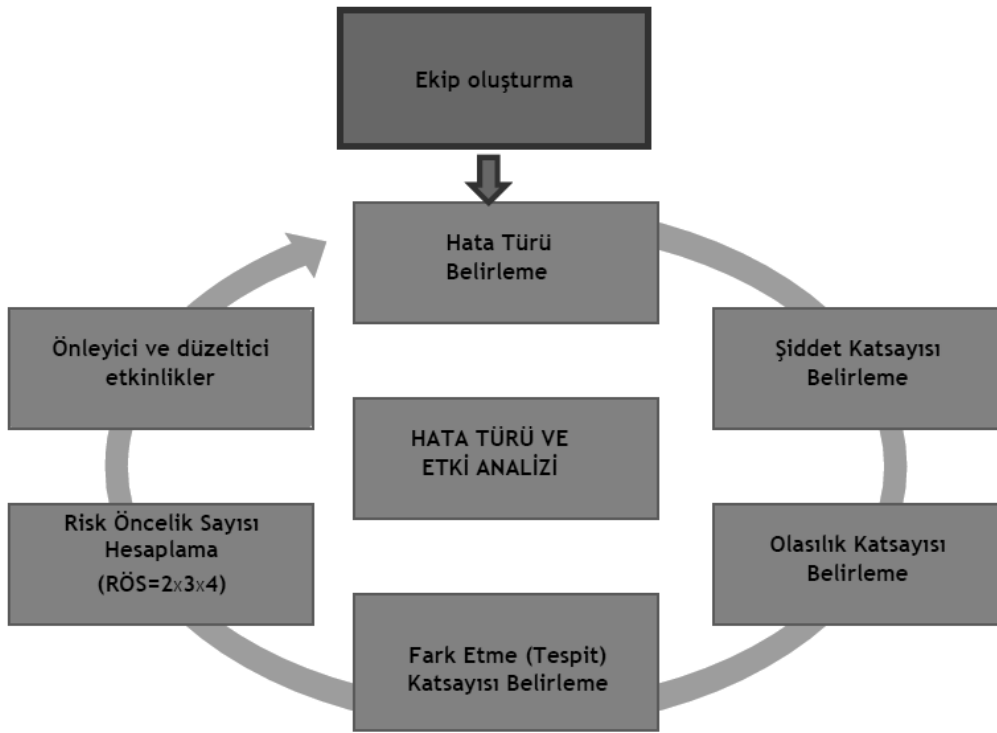 Ekip oluşturma
Hata Türü
Belirleme
Şiddet Katsayısı
Belirleme
Olasılık Katsayısı
Belirleme
Fark Etme (Tespit)
Katsayısı Belirleme
Risk Öncelik Sayısı
Hesaplama
(RÖS=2x3x4)
Önleyici ve düzeltici
etkinlikler
HATA TÜRÜ VE
ETKİ ANALİZİ